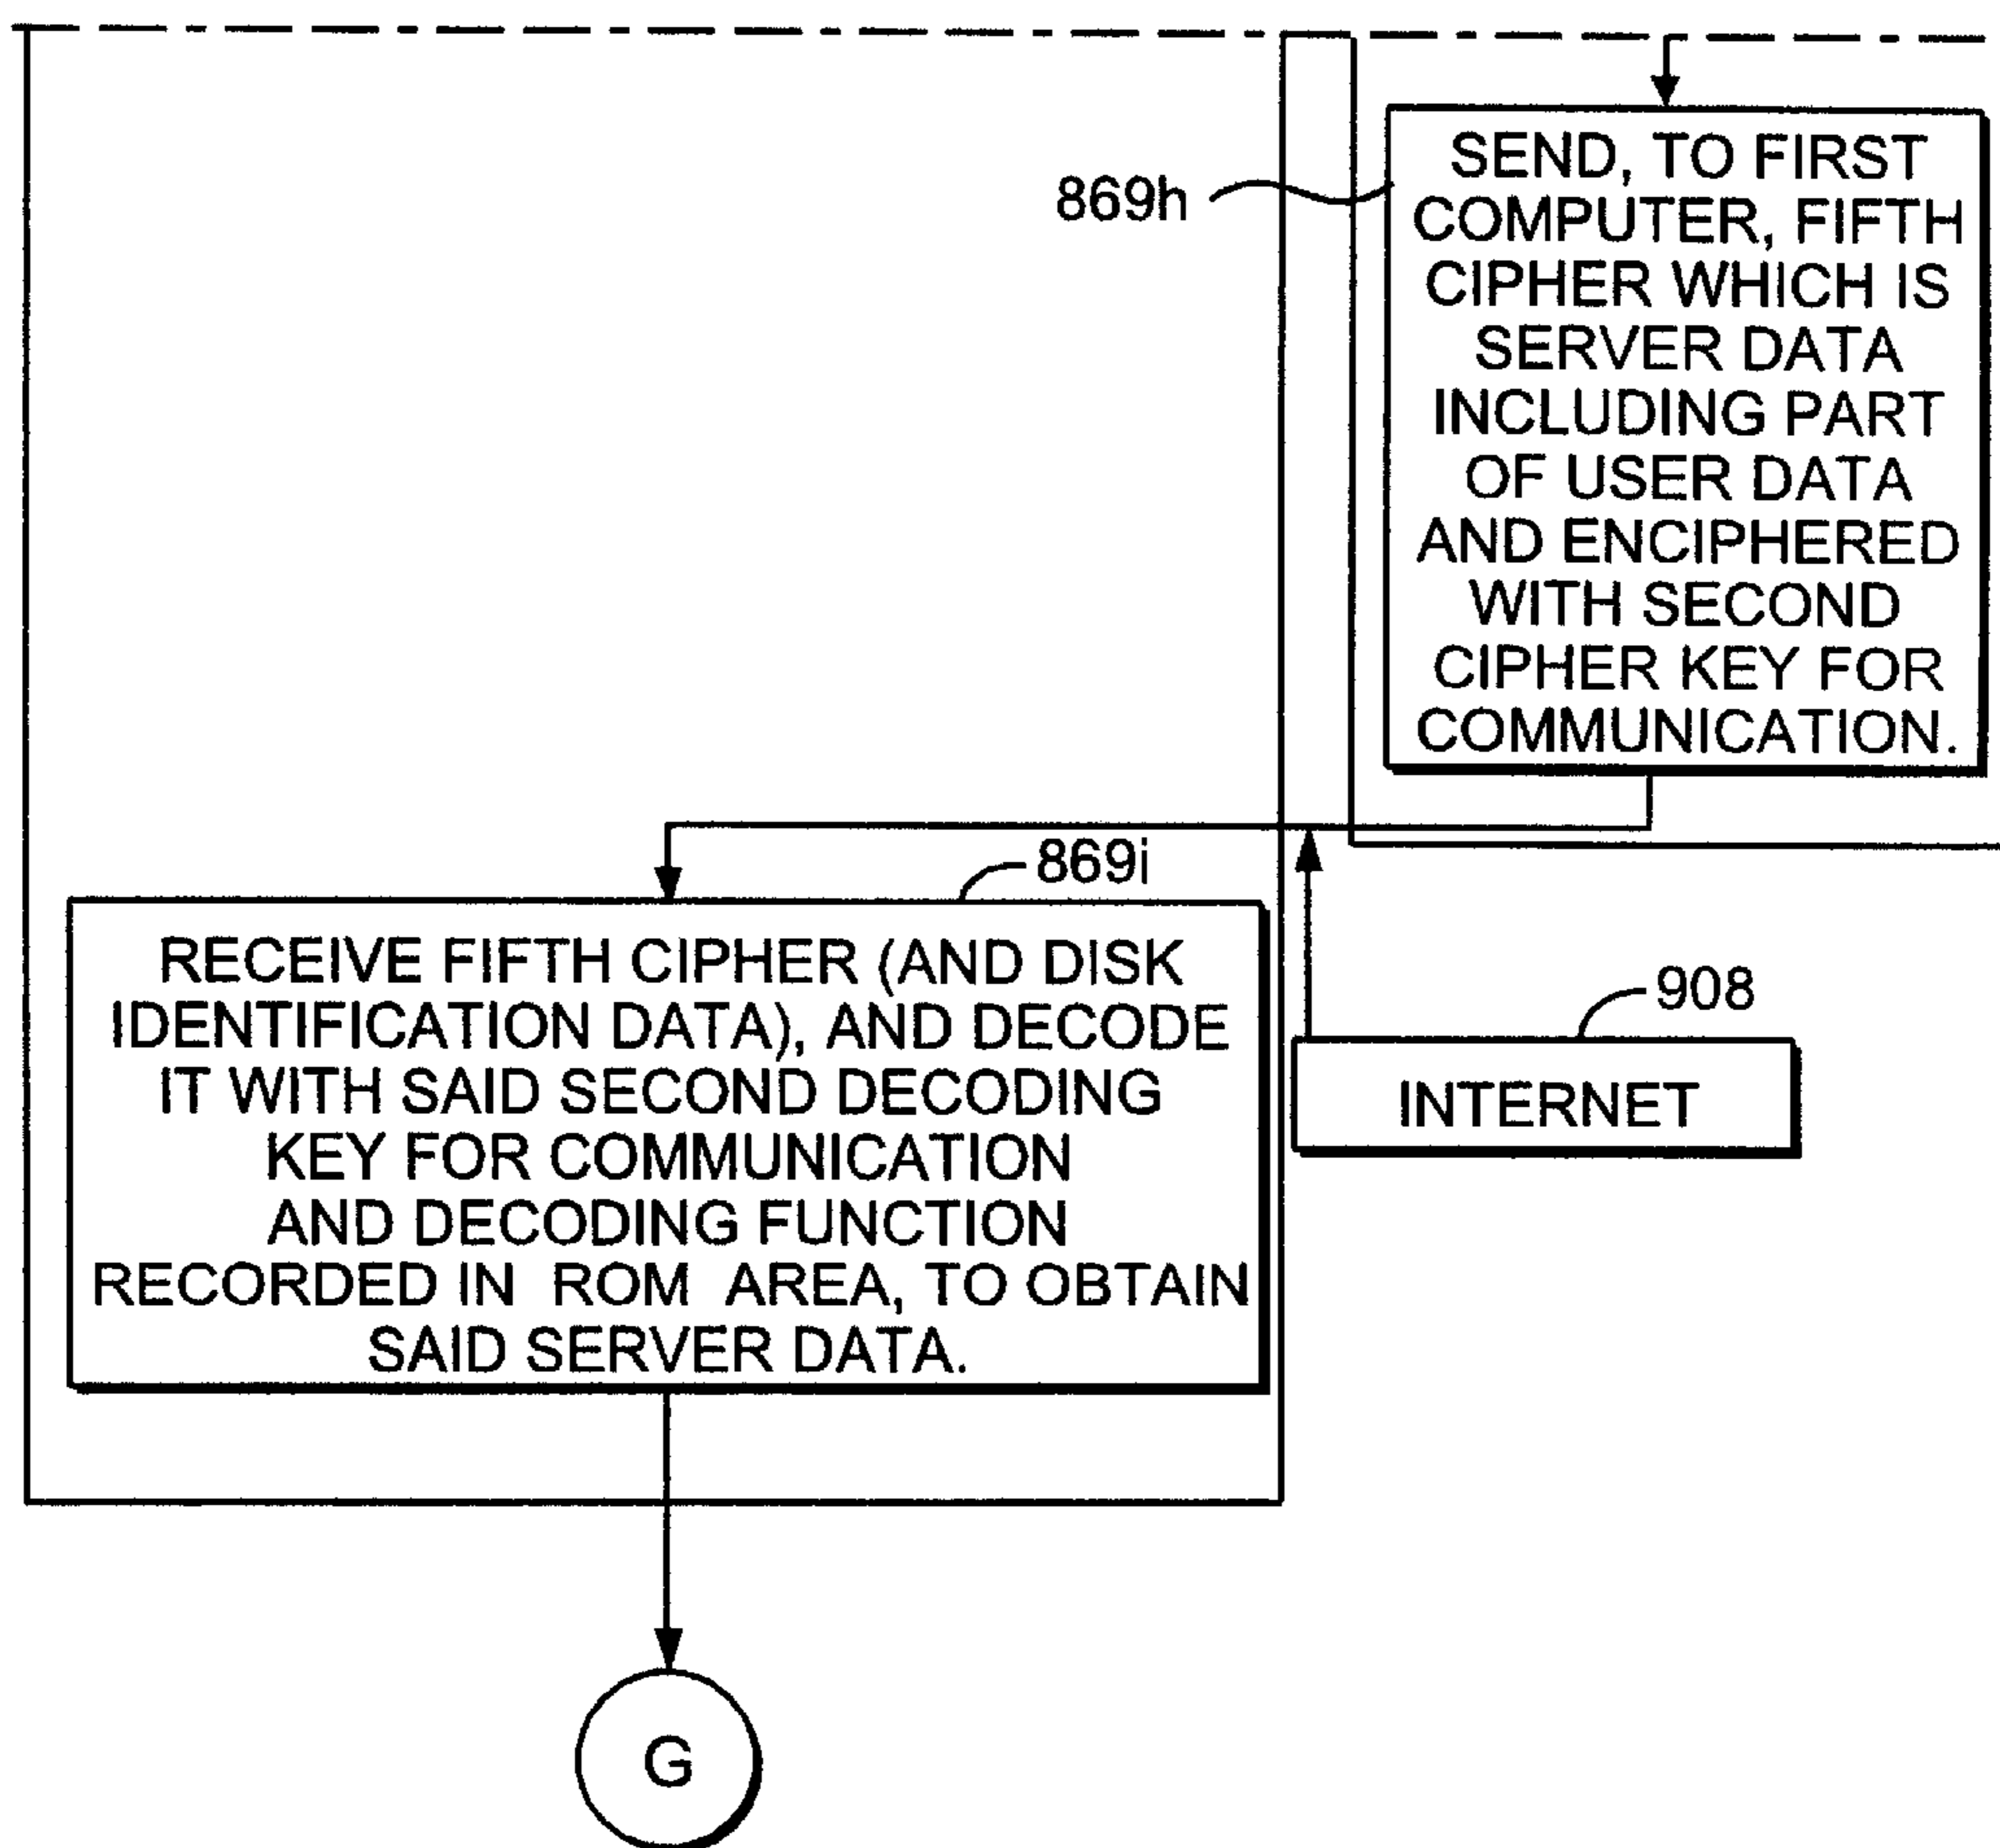 869h
SEND, TO FIRST
COMPUTER, FIFTH
CIPHER WHICH IS
SERVER DATA
INCLUDING PART
OF USER DATA
AND ENCIPHERED
WITH SECOND
CIPHER KEY FOR
COMMUNICATION.
869i
RECEIVE FIFTH CIPHER (AND DISK
IDENTIFICATION DATA), AND DECODE
IT WITH SAID SECOND DECODING
KEY FOR COMMUNICATION
AND DECODING FUNCTION
RECORDED IN ROM AREA, TO OBTAIN
SAID SERVER DATA.
908
INTERNET
G